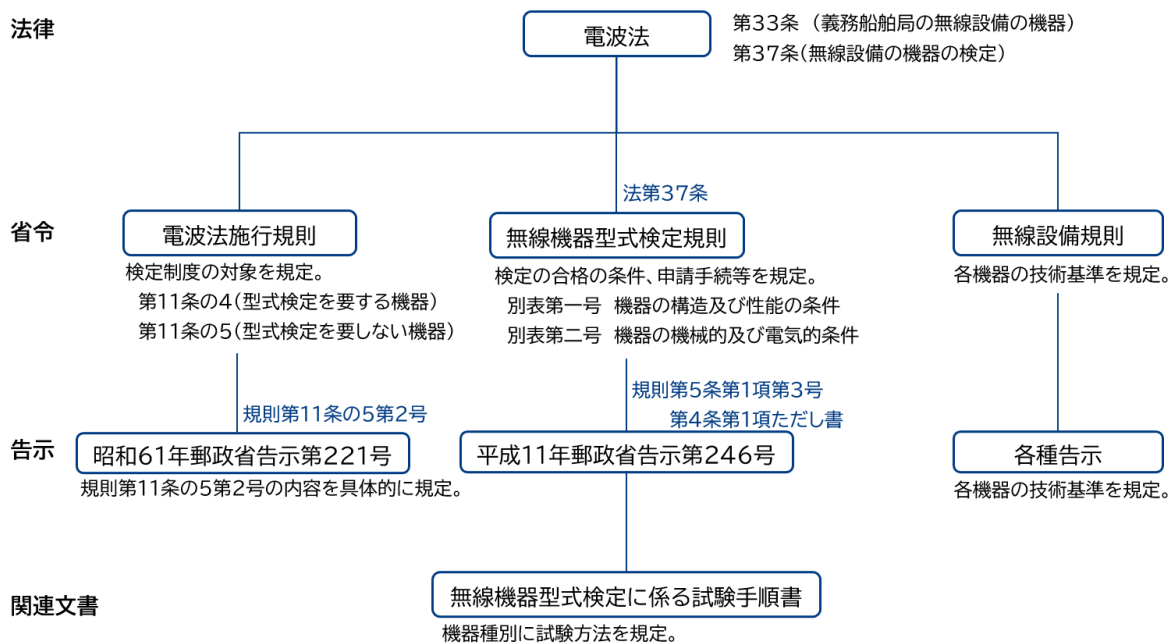 法律
電波法
第33条 （義務船舶局の無線設備の機器）
第37条（無線設備の機器の検定）
法第37条
省令
電波法施行規則
無線機器型式検定規則
無線設備規則
検定制度の対象を規定。
第11条の4（型式検定を要する機器）
第11条の5（型式検定を要しない機器）
検定の合格の条件、申請手続等を規定。
別表第一号 機器の構造及び性能の条件
別表第二号 機器の機械的及び電気的条件
各機器の技術基準を規定。
規則第11条の5第2号
規則第5条第1項第3号
第4条第1項ただし書
告示
昭和61年郵政省告示第221号
平成11年郵政省告示第246号
各種告示
規則第11条の5第2号の内容を具体的に規定。
各機器の技術基準を規定。
関連文書
無線機器型式検定に係る試験手順書
機器種別に試験方法を規定。